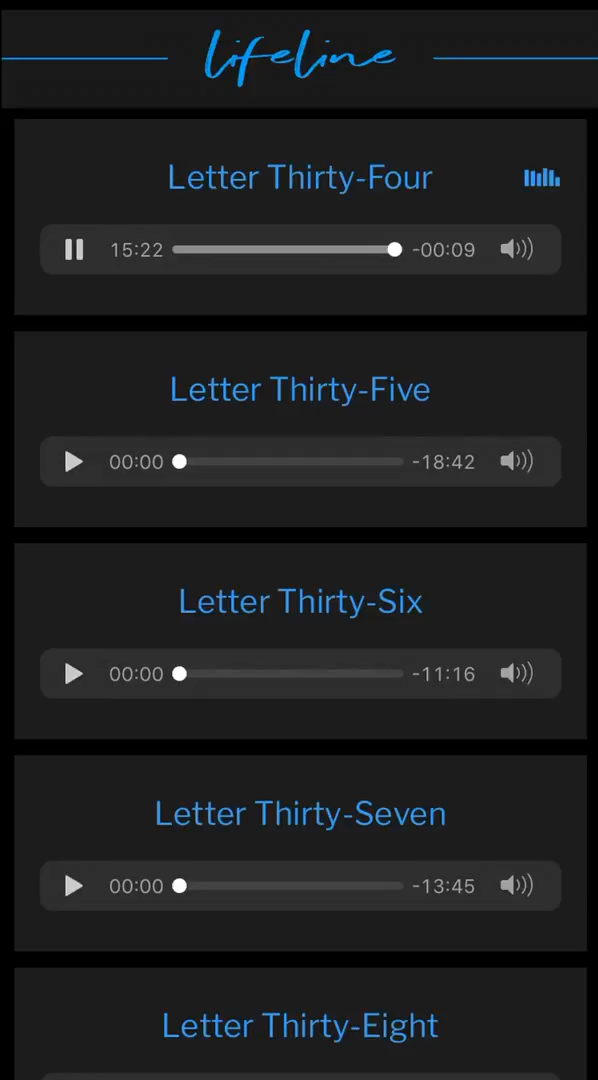 lifeline
Letter Thirty-Four
15:22 -00:09
Letter Thirty-Five
00:00 -18:42
Letter Thirty-Six
00:00 -11:16
Letter Thirty-Seven
00:00 -13:45
Letter Thirty-Eight